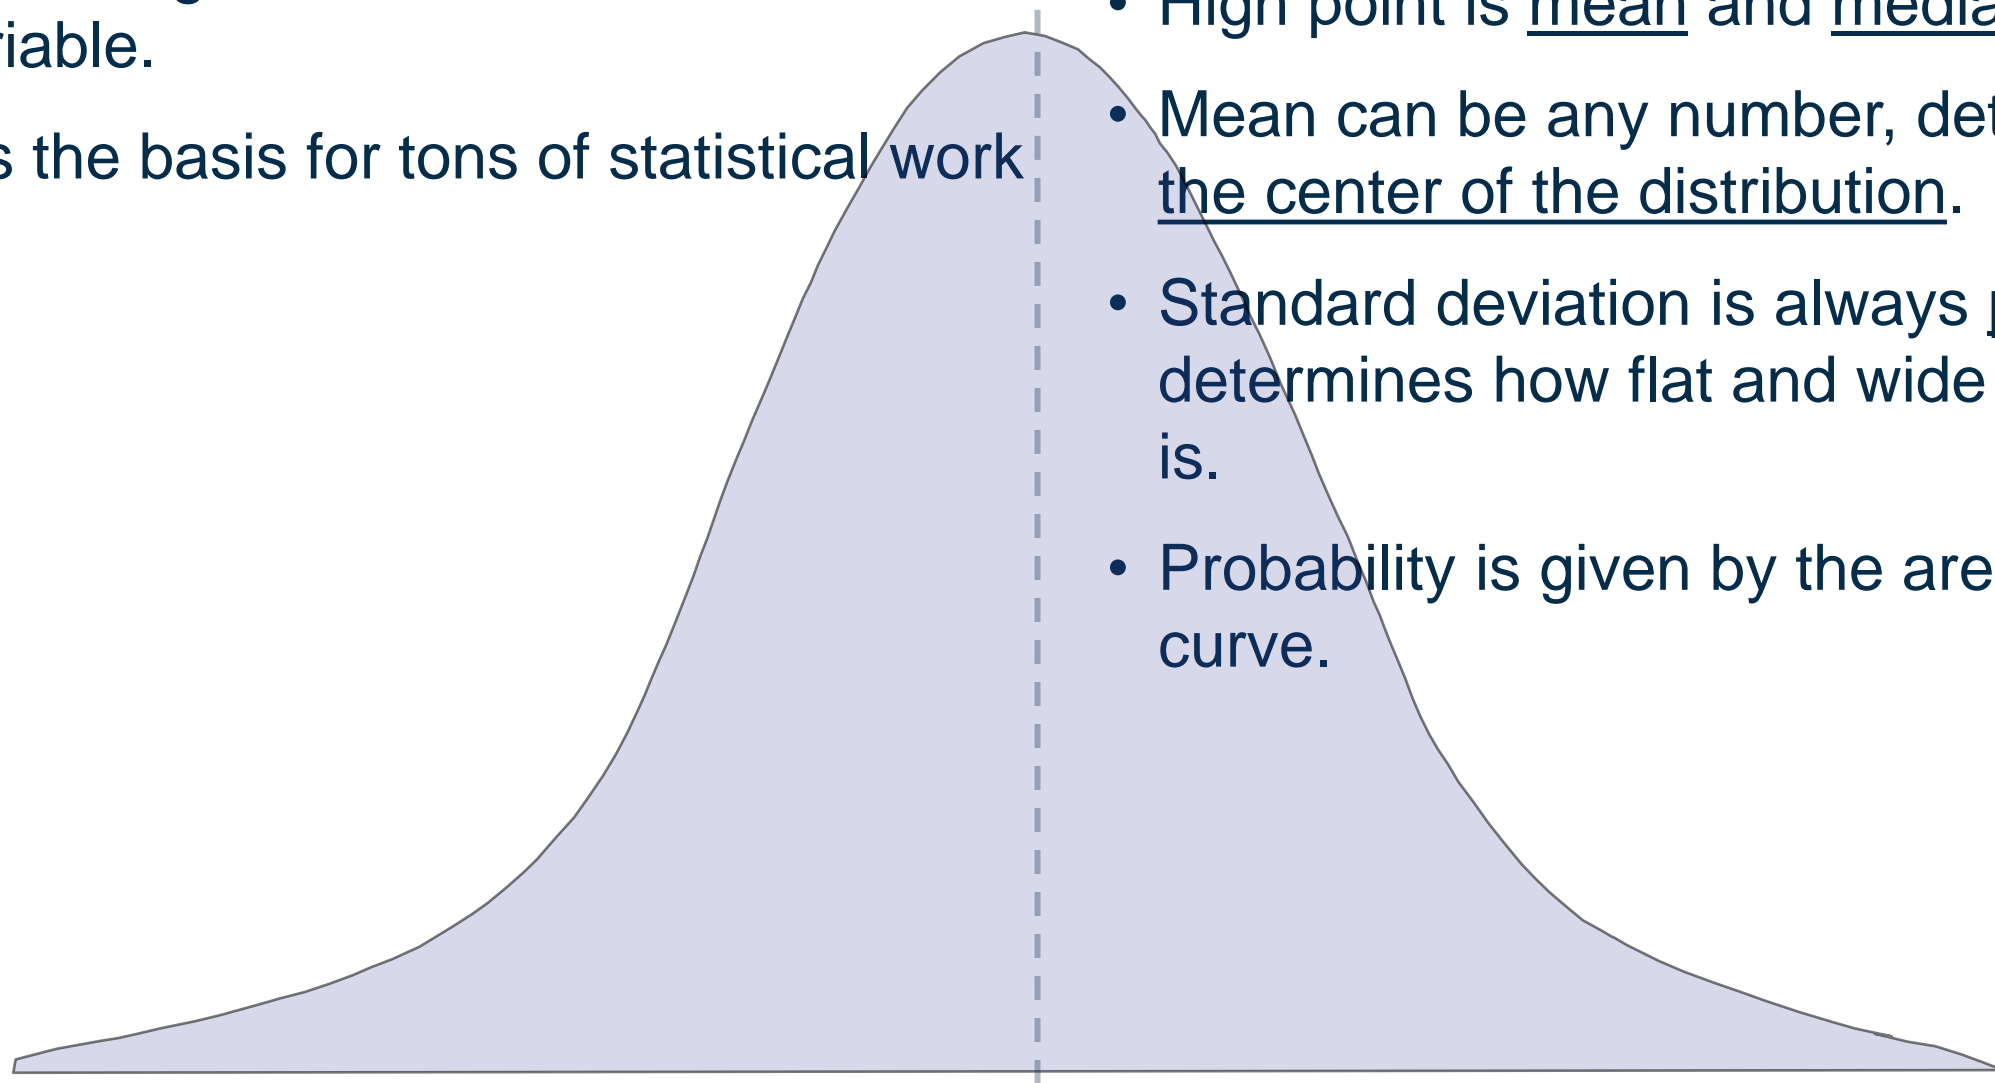 riable.
s the basis for tons of statistical work
• High point is mean and media
• Mean can be any number, det
the center of the distribution.
• Standard deviation is always
determines how flat and wide
is.
• Probability is given by the are
curve.